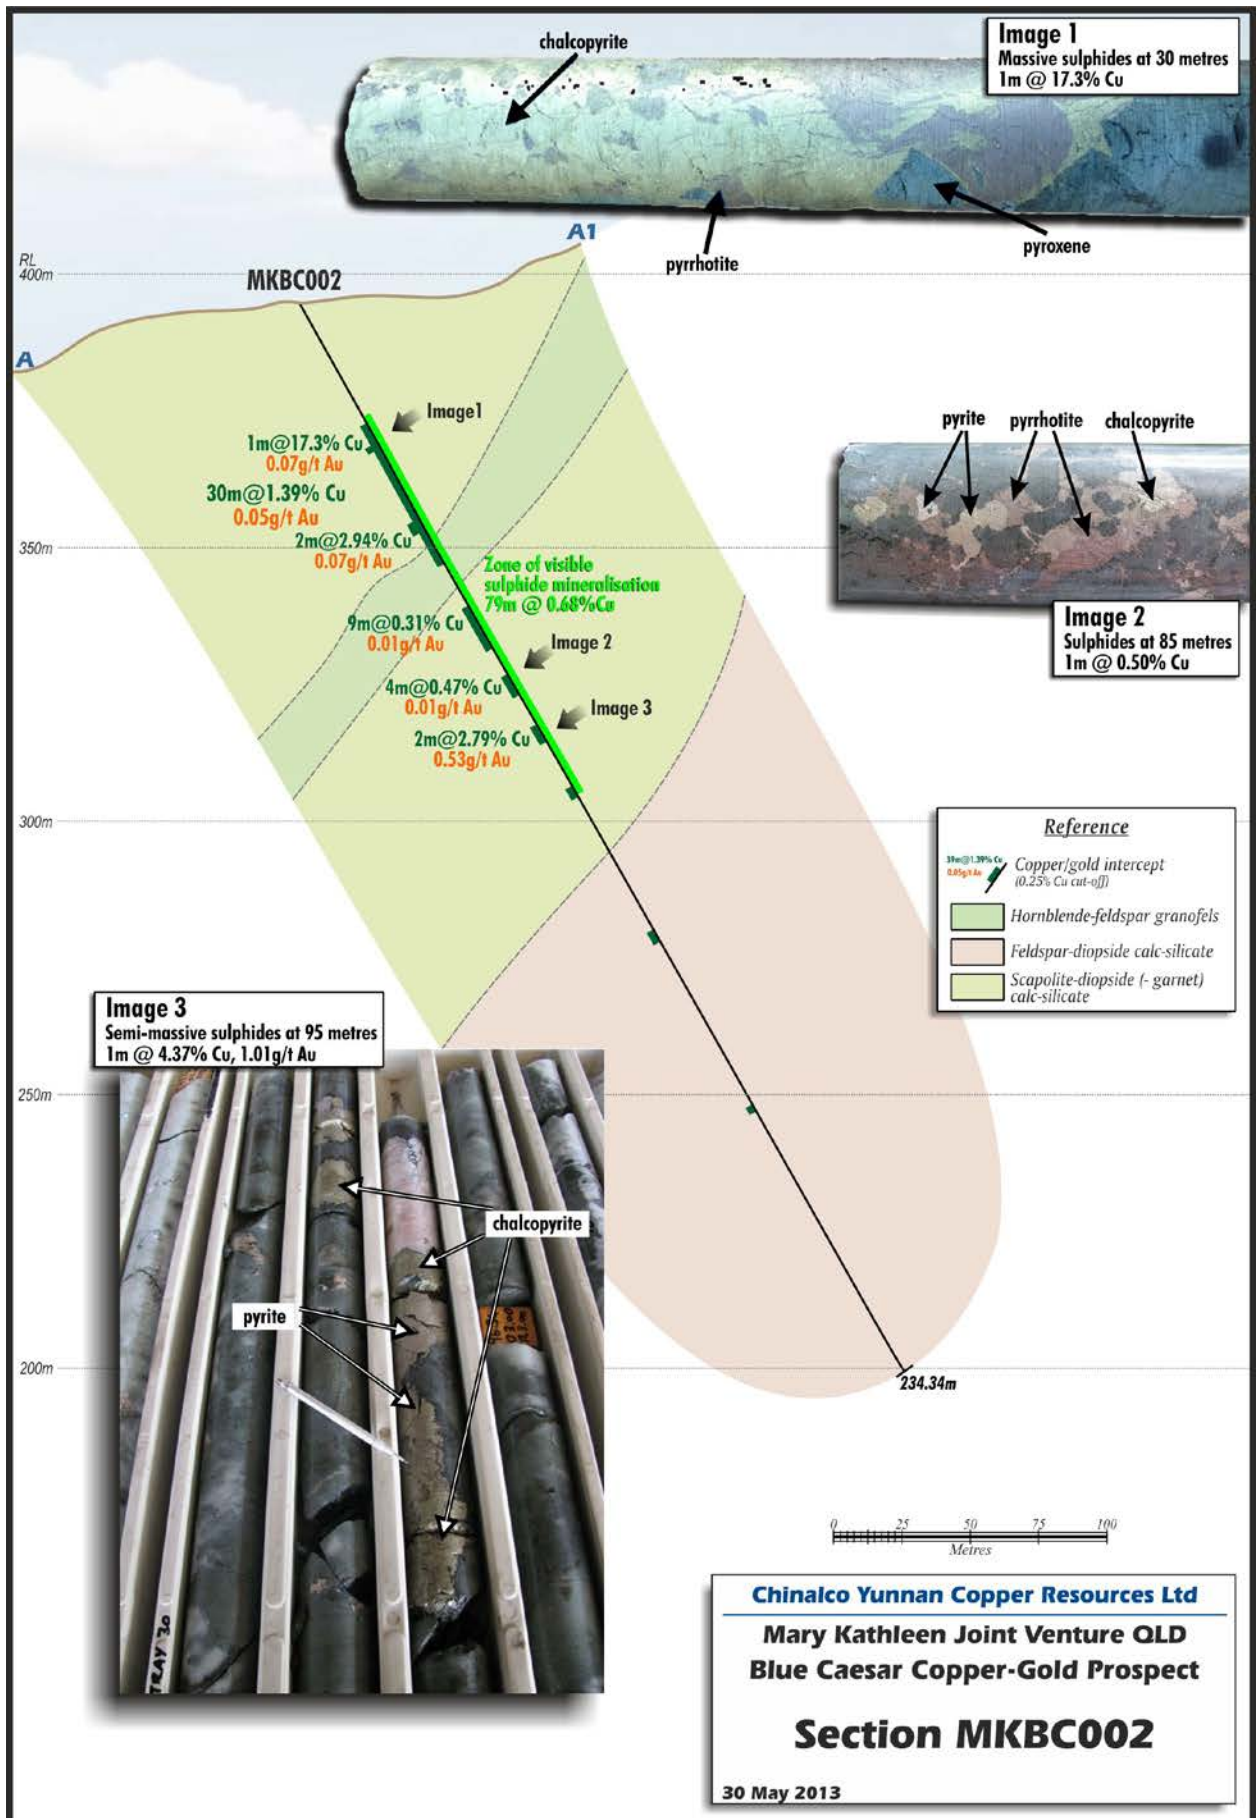 Image 1
Massive sulphides at 30 metres
1m @ 17.3% Cu
chalcopyrite
pyrrhotite
pyroxene
A1
RL
400m
MKBC002
A
Image1
1m@17.3% Cu
0.07g/t Au
30m@1.39% Cu
0.05g/t Au
2m@2.94% Cu
0.07g/t Au
350m
Zone of visible
sulphide mineralisation
79m @ 0.68%Cu
9m@0.31% Cu
0.01g/t Au
Image 2
4m@0.47% Cu
0.01g/t Au
Image 3
2m@2.79% Cu
0.53g/t Au
pyrite
pyrrhotite
chalcopyrite
Image 2
Sulphides at 85 metres
1m @ 0.50% Cu
300m
Reference
39m@1.39% Cu
0.05g/t Au
Copper/gold intercept
(0.25% Cu cut-off)
Hornblende-feldspar granofels
Feldspar-diopside calc-silicate
Scapolite-diopside (- garnet)
calc-silicate
Image 3
Semi-massive sulphides at 95 metres
1m @ 4.37% Cu, 1.01g/t Au
250m
chalcopyrite
pyrite
200m
TRAY 30
234.34m
0 25 50 75 100
Metres
Chinalco Yunnan Copper Resources Ltd
Mary Kathleen Joint Venture QLD
Blue Caesar Copper-Gold Prospect
Section MKBC002
30 May 2013